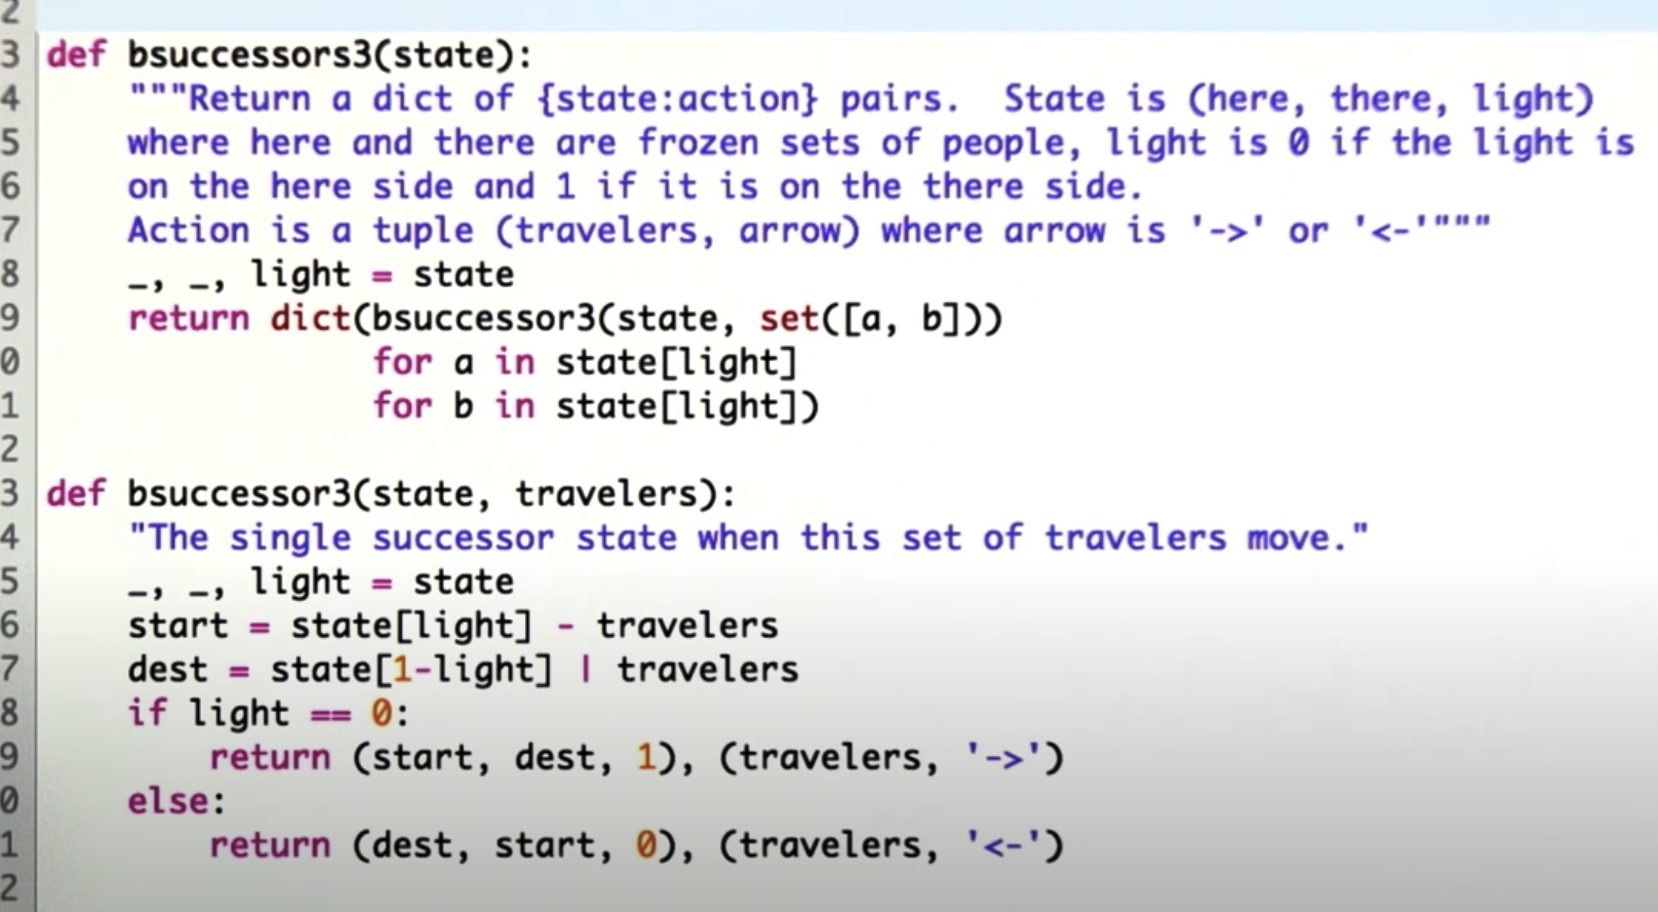 2
3 def bsuccessors3(state):
4     """Return a dict of {state:action} pairs.  State is (here, there, light)
5     where here and there are frozen sets of people, light is 0 if the light is
6     on the here side and 1 if it is on the there side.
7     Action is a tuple (travelers, arrow) where arrow is '->' or '<-'"""
8     _, _, light = state
9     return dict(bsuccessor3(state, set([a, b]))
0                 for a in state[light]
1                 for b in state[light])
2
3 def bsuccessor3(state, travelers):
4     "The single successor state when this set of travelers move."
5     _, _, light = state
6     start = state[light] - travelers
7     dest = state[1-light] | travelers
8     if light == 0:
9         return (start, dest, 1), (travelers, '->')
0     else:
1         return (dest, start, 0), (travelers, '<-')
2